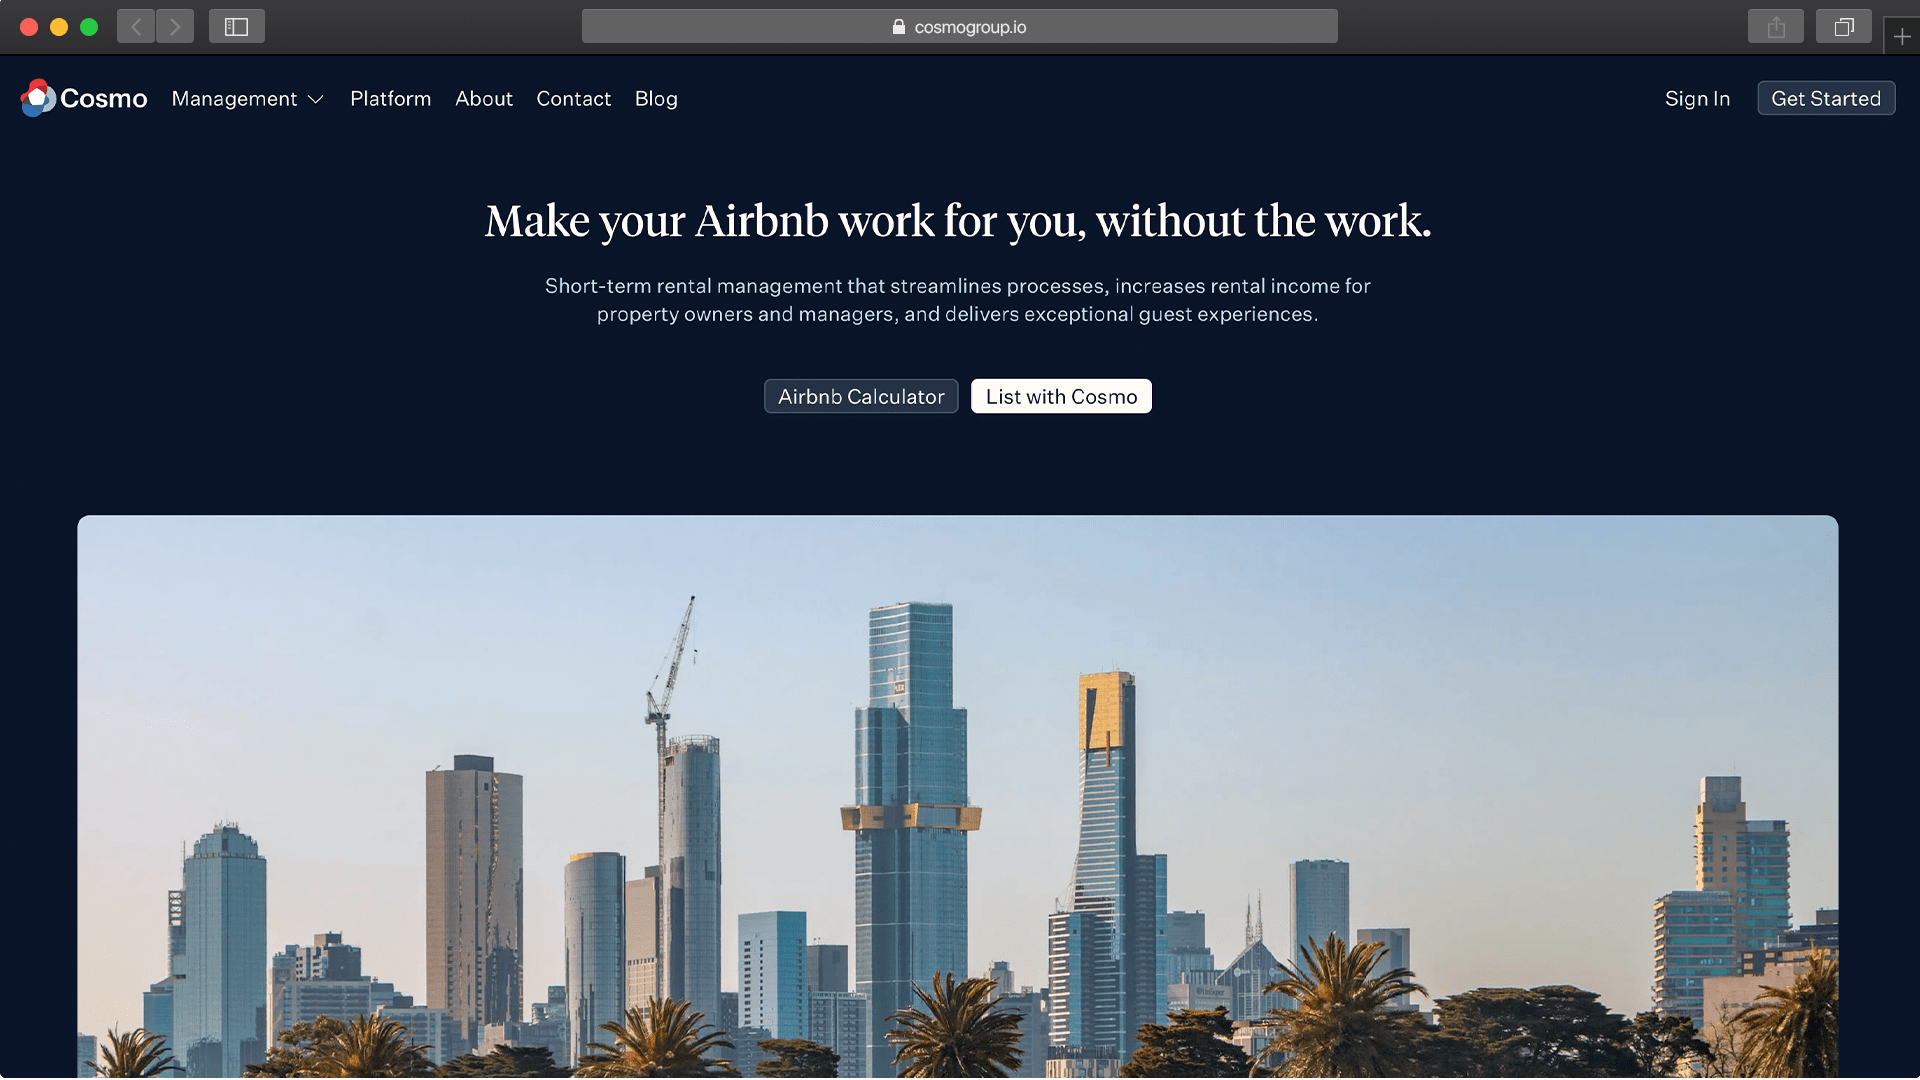 cosmogroup.io
Cosmo Management Platform About Contact Blog Sign In Get Started
Make your Airbnb work for you, without the work.
Short-term rental management that streamlines processes, increases rental income for
property owners and managers, and delivers exceptional guest experiences.
Airbnb Calculator List with Cosmo